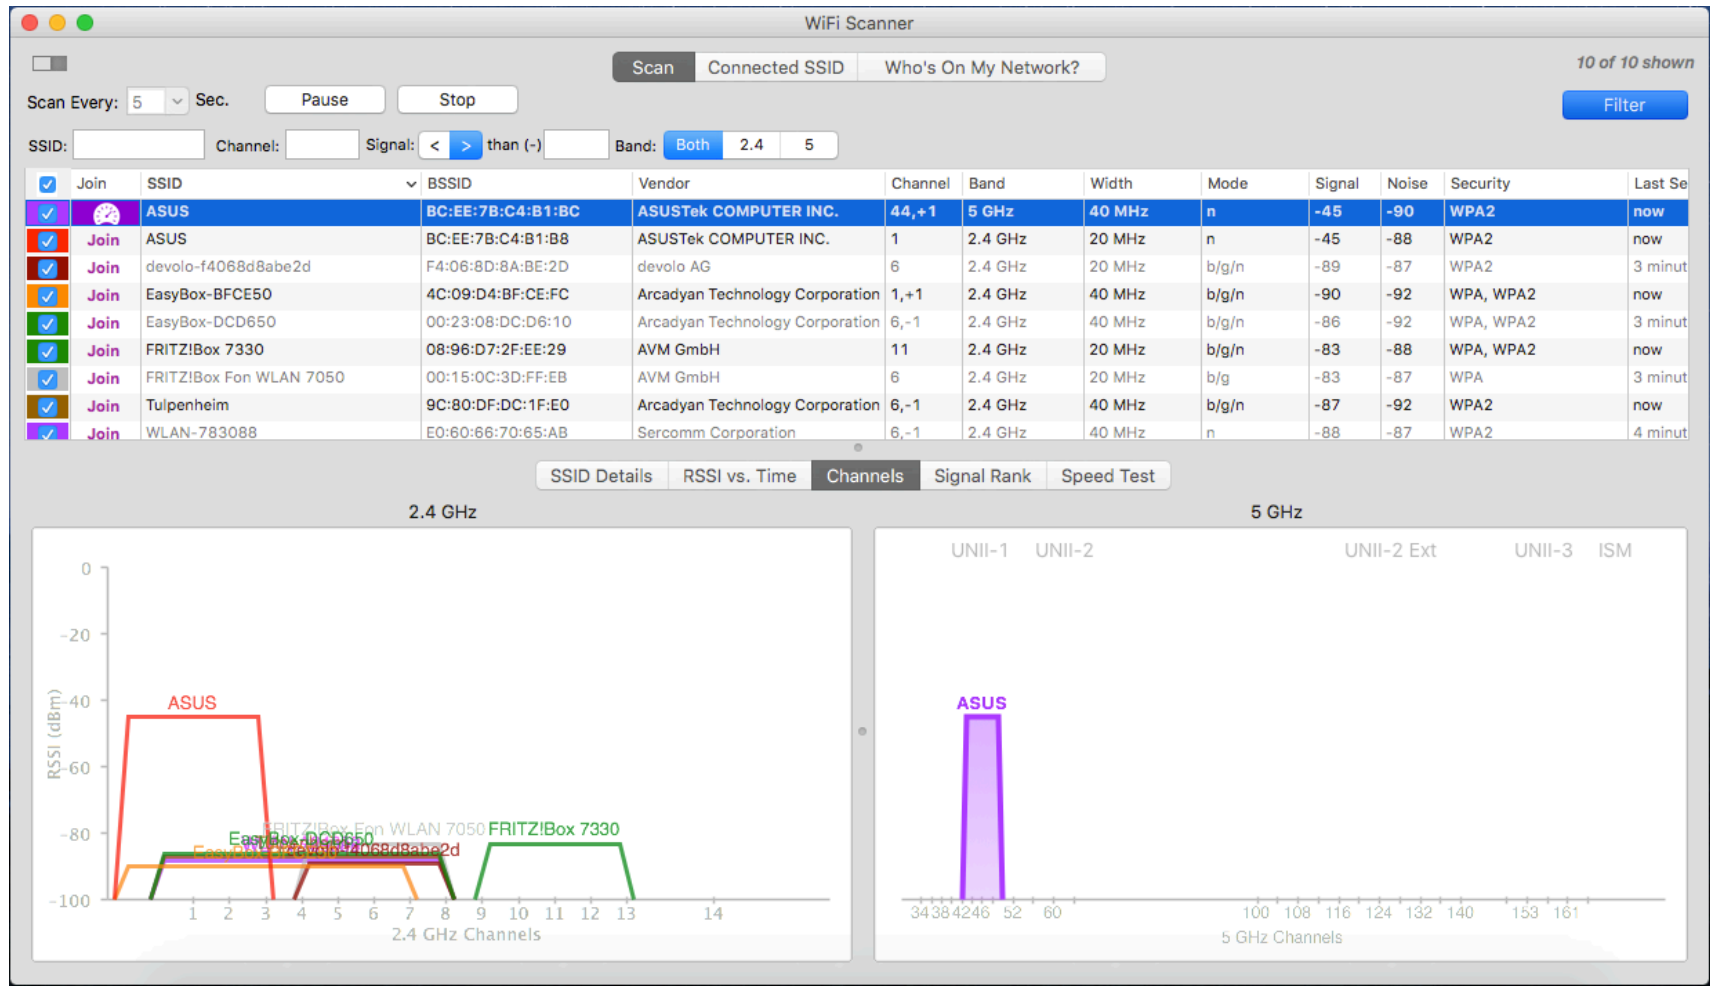 WiFi Scanner
Scan Connected SSID Who's On My Network? 10 of 10 shown
Scan Every: 5 Sec. Pause Stop Filter
SSID: Channel: Signal: < > than (-) Band: Both 2.4 5
Join SSID BSSID Vendor Channel Band Width Mode Signal Noise Security Last Se
ASUS BC:EE:7B:C4:B1:BC ASUSTek COMPUTER INC. 44,+1 5 GHz 40 MHz n -45 -90 WPA2 now
Join ASUS BC:EE:7B:C4:B1:B8 ASUSTek COMPUTER INC. 1 2.4 GHz 20 MHz n -45 -88 WPA2 now
Join devolo-f4068d8abe2d F4:06:8D:8A:BE:2D devolo AG 6 2.4 GHz 20 MHz b/g/n -89 -87 WPA2 3 minut
Join EasyBox-BFCE50 4C:09:D4:BF:CE:FC Arcadyan Technology Corporation 1,+1 2.4 GHz 40 MHz b/g/n -90 -92 WPA, WPA2 now
Join EasyBox-DCD650 00:23:08:DC:D6:10 Arcadyan Technology Corporation 6,-1 2.4 GHz 40 MHz b/g/n -86 -92 WPA, WPA2 3 minut
Join FRITZ!Box 7330 08:96:D7:2F:EE:29 AVM GmbH 11 2.4 GHz 20 MHz b/g/n -83 -88 WPA, WPA2 now
Join FRITZ!Box Fon WLAN 7050 00:15:0C:3D:FF:EB AVM GmbH 6 2.4 GHz 20 MHz b/g -83 -87 WPA 3 minut
Join Tulpenheim 9C:80:DF:DC:1F:E0 Arcadyan Technology Corporation 6,-1 2.4 GHz 40 MHz b/g/n -87 -92 WPA2 now
Join WLAN-783088 E0:60:66:70:65:AB Sercomm Corporation 6,-1 2.4 GHz 40 MHz n -88 -87 WPA2 4 minut
SSID Details RSSI vs. Time Channels Signal Rank Speed Test
2.4 GHz
0
-20
-40
-60
-80
-100
RSSI (dBm)
ASUS
FRITZ!Box Fon WLAN 7050 FRITZ!Box 7330
EasyBox-DCD650
devolo-f4068d8abe2d
1 2 3 4 5 6 7 8 9 10 11 12 13 14
2.4 GHz Channels
5 GHz
UNII-1 UNII-2 UNII-2 Ext UNII-3 ISM
ASUS
34 38 42 46 52 60 100 108 116 124 132 140 153 161
5 GHz Channels